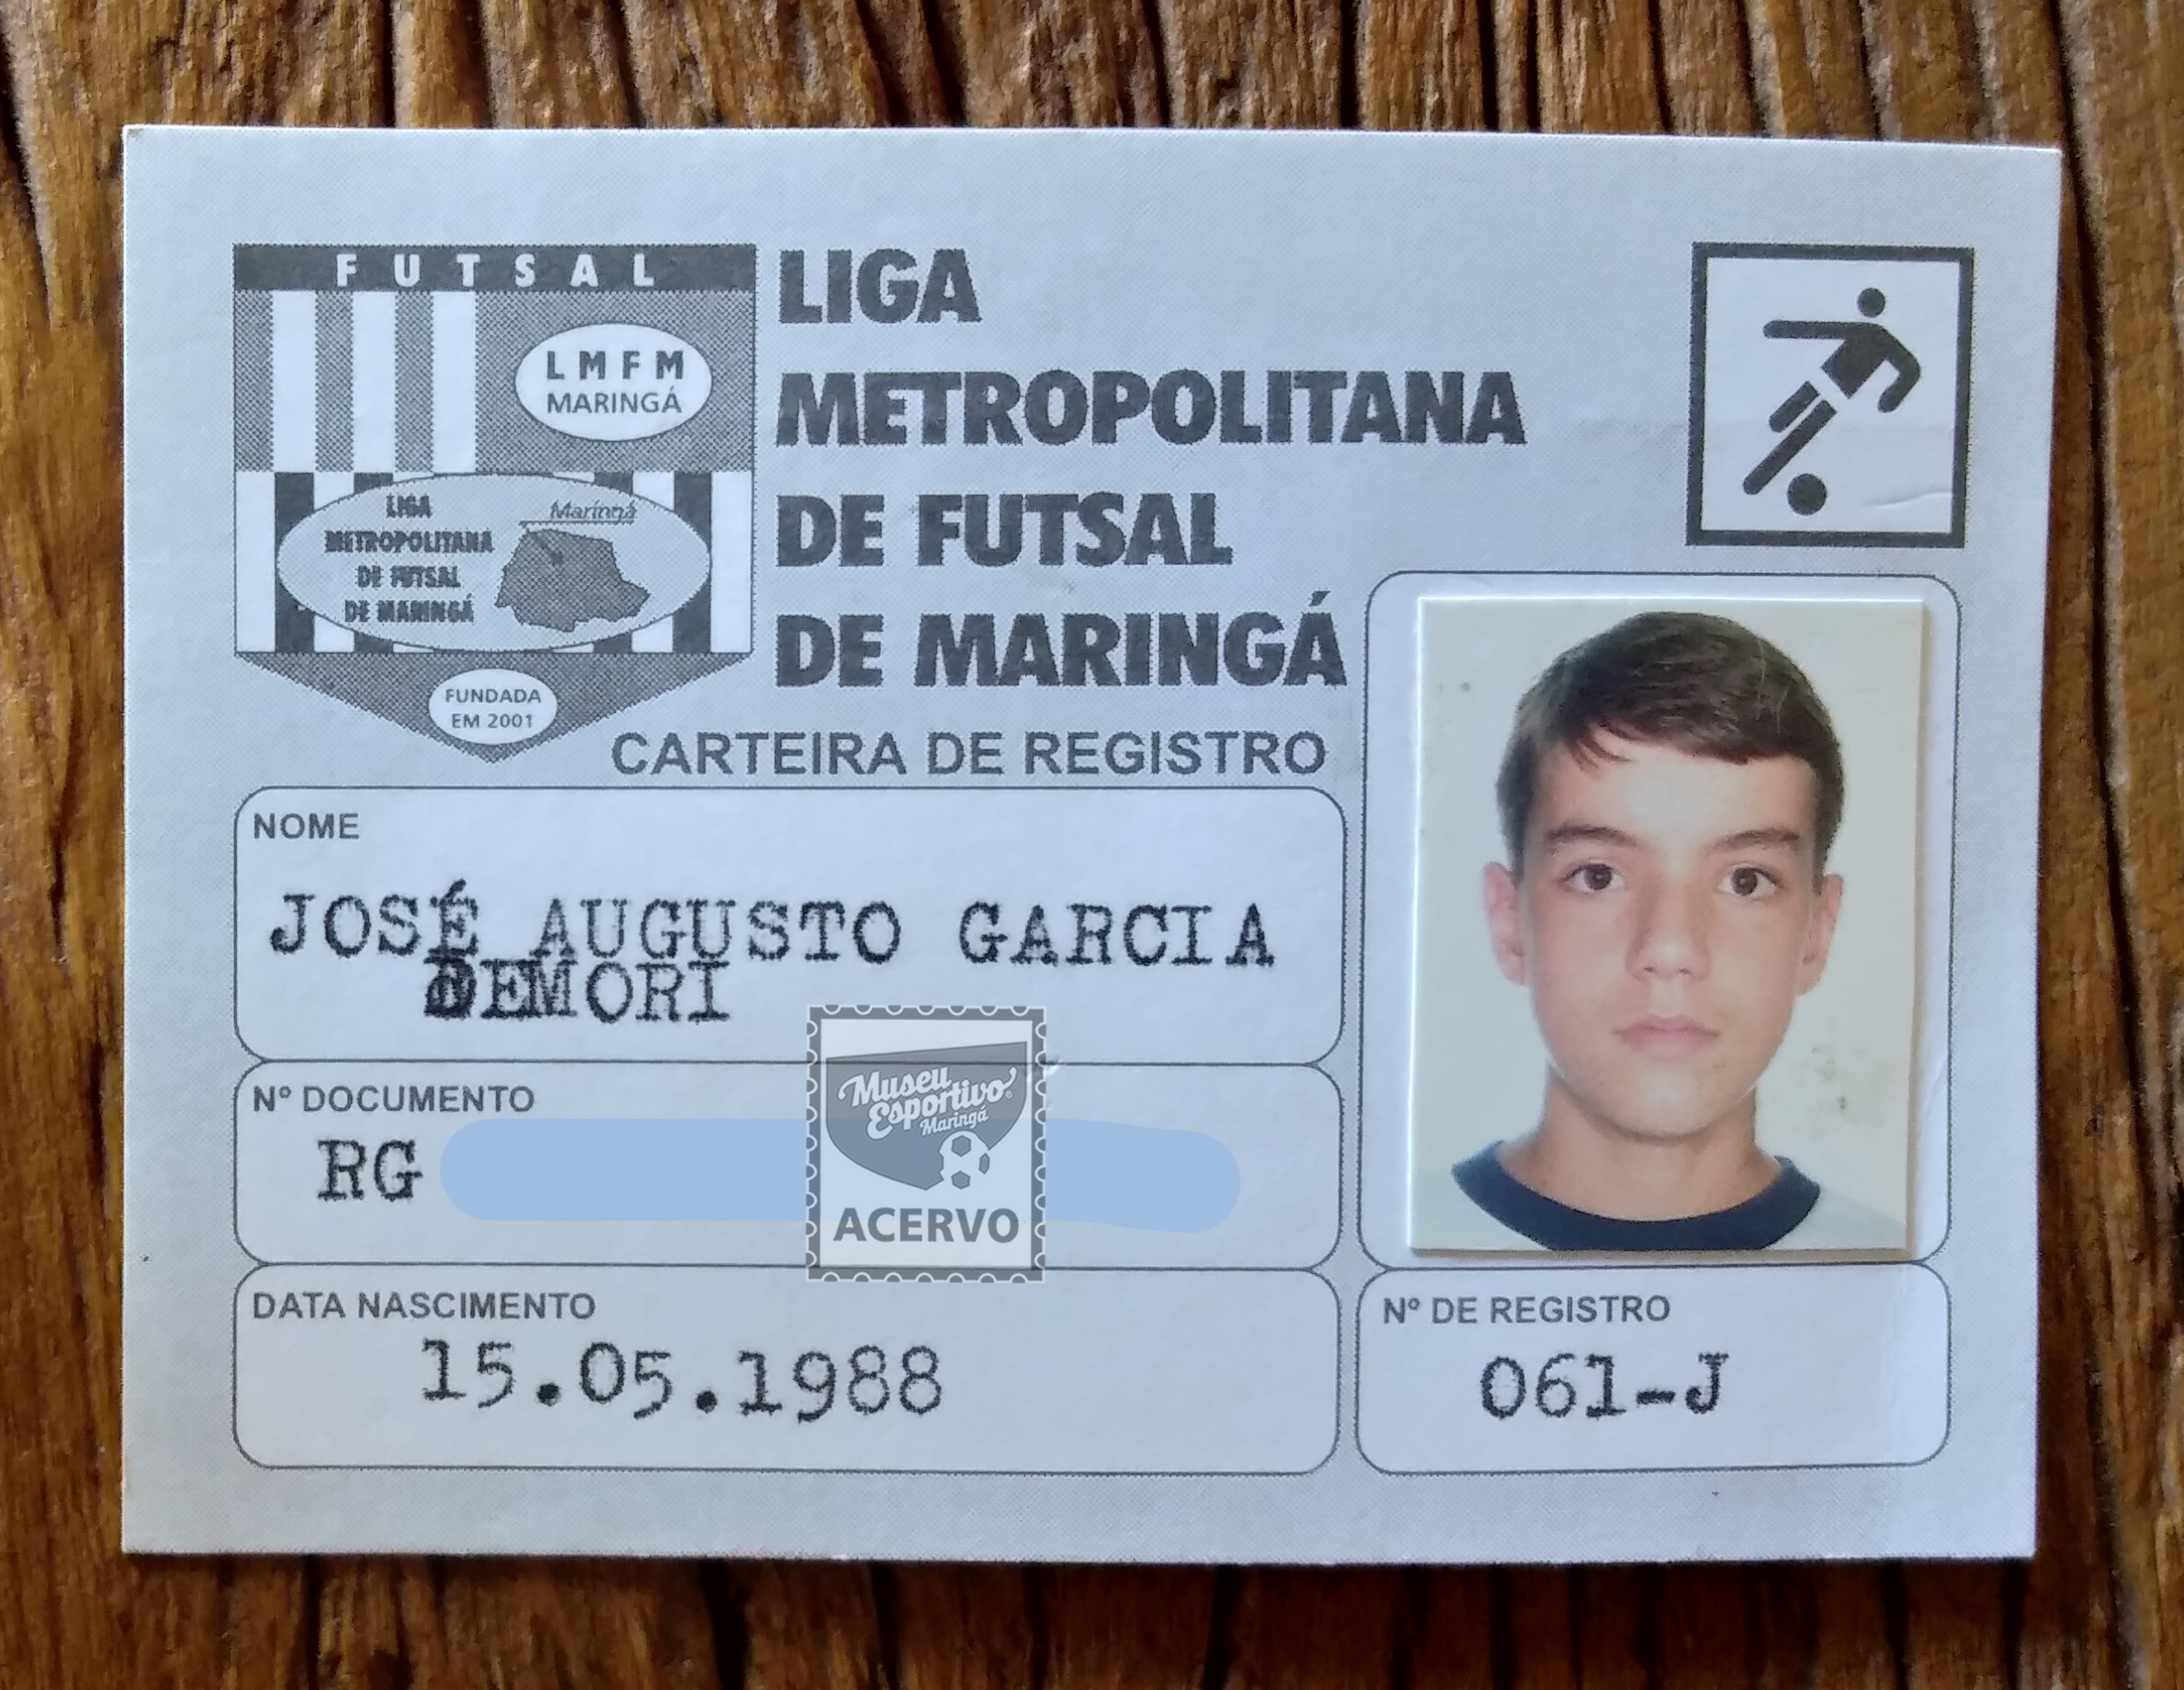 FUTSAL
LMFM
MARINGÁ
LIGA
METROPOLITANA
DE FUTSAL
DE MARINGÁ
Maringá
FUNDADA
EM 2001
LIGA
METROPOLITANA
DE FUTSAL
DE MARINGÁ
CARTEIRA DE REGISTRO
NOME
JOSÉ AUGUSTO GARCIA
DEMORI
Nº DOCUMENTO
RG
Museu
Esportivo
Maringá
ACERVO
DATA NASCIMENTO
15.05.1988
Nº DE REGISTRO
061-J